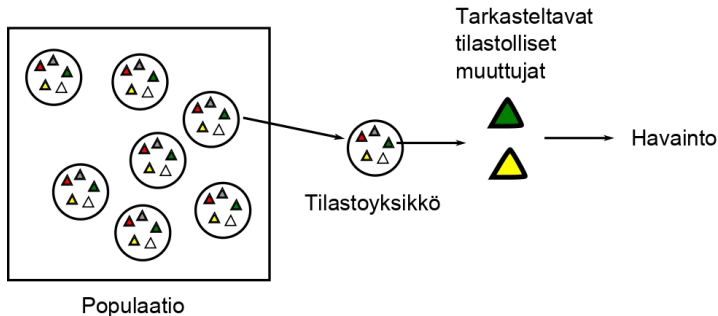 Tarkasteltavat
tilastolliset
muuttujat
Havainto
Tilastoyksikkö
Populaatio